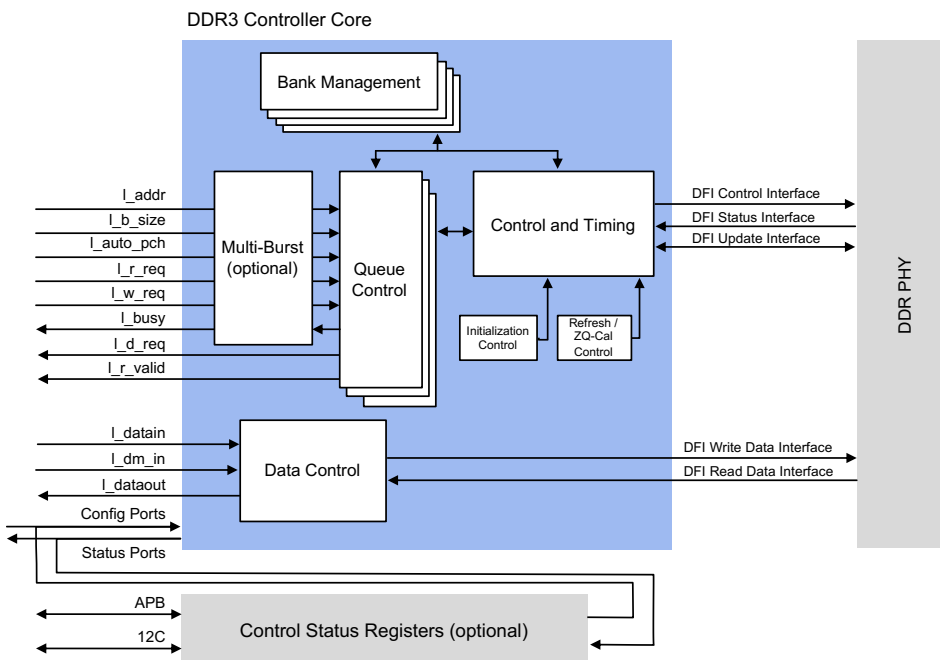 DDR3 Controller Core
Bank Management
l_addr
l_b_size
l_auto_pch
l_r_req
l_w_req
l_busy
l_d_req
l_r_valid
Multi-Burst
(optional)
Queue
Control
Control and Timing
Initialization
Control
Refresh /
ZQ-Cal
Control
DFI Control Interface
DFI Status Interface
DFI Update Interface
DDR PHY
l_datain
l_dm_in
l_dataout
Data Control
DFI Write Data Interface
DFI Read Data Interface
Config Ports
Status Ports
APB
12C
Control Status Registers (optional)